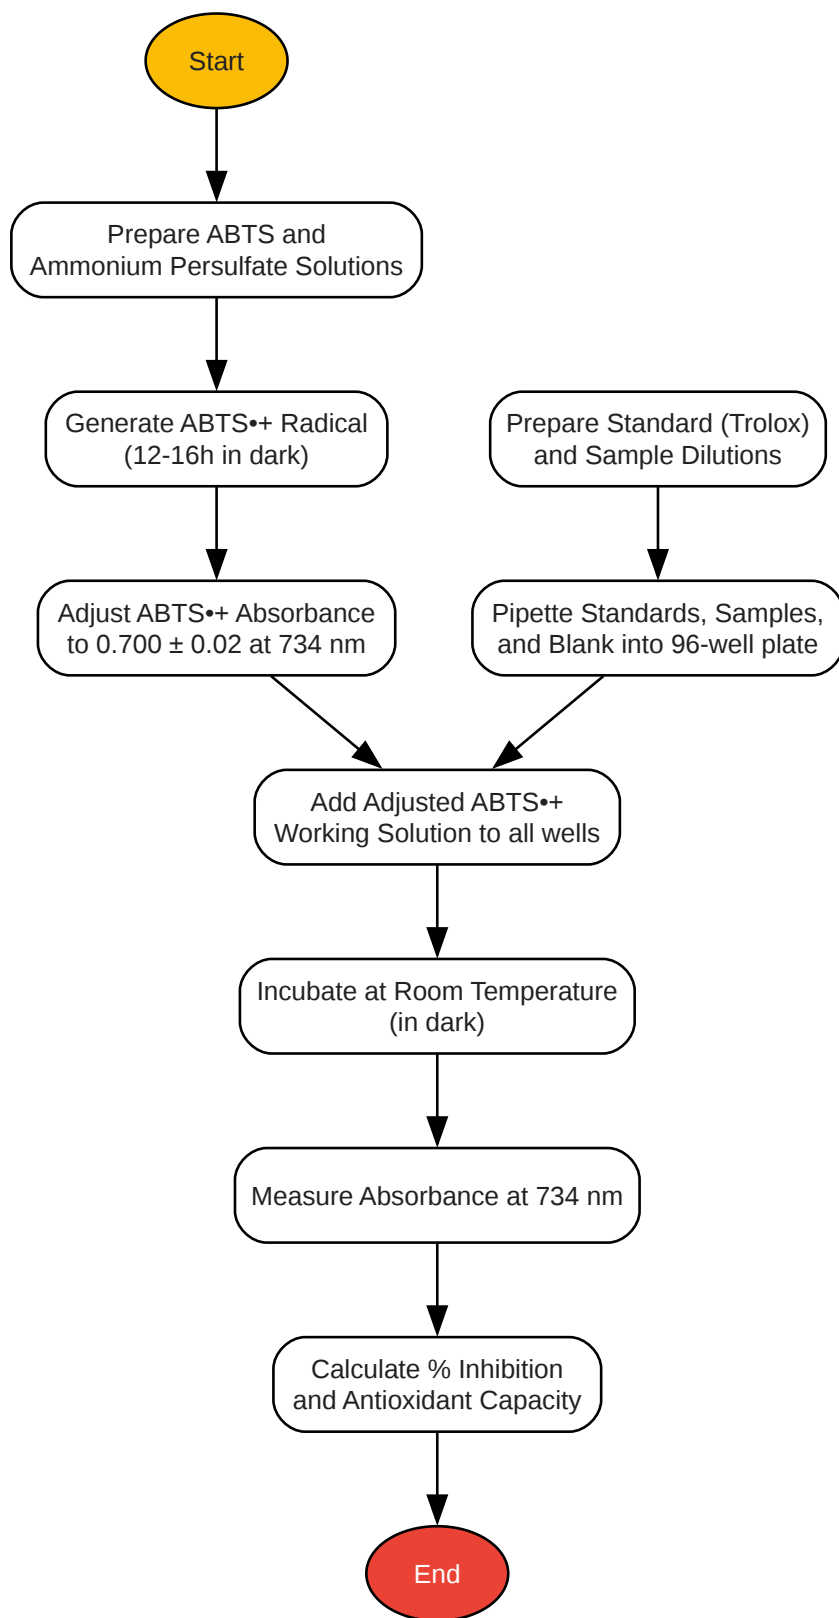 Start
Prepare ABTS and
Ammonium Persulfate Solutions
Generate ABTS•+ Radical
(12-16h in dark)
Prepare Standard (Trolox)
and Sample Dilutions
Adjust ABTS•+ Absorbance
to 0.700 ± 0.02 at 734 nm
Pipette Standards, Samples,
and Blank into 96-well plate
Add Adjusted ABTS•+
Working Solution to all wells
Incubate at Room Temperature
(in dark)
Measure Absorbance at 734 nm
Calculate % Inhibition
and Antioxidant Capacity
End